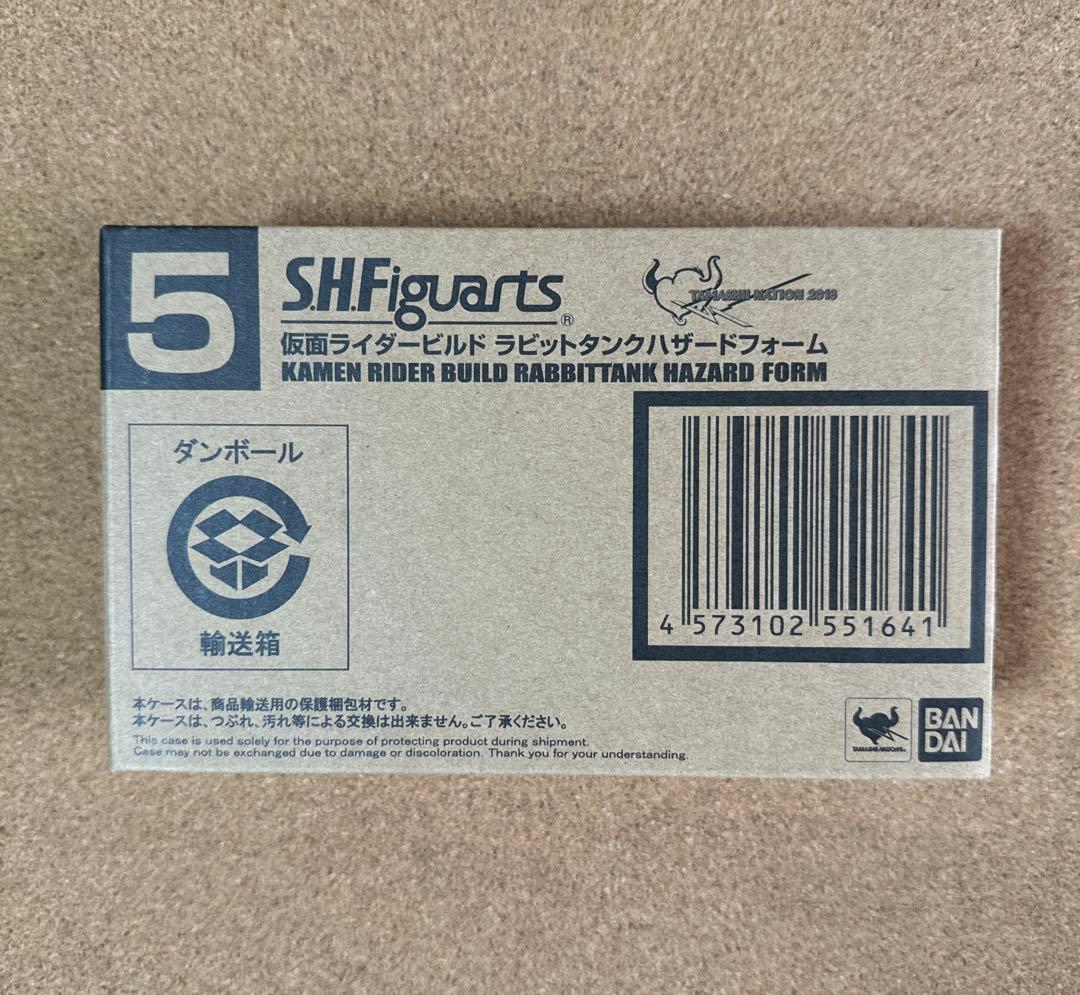 5
S.H.Figuarts®
TAMASHII NATION 2018
仮面ライダービルド ラビットタンクハザードフォーム
KAMEN RIDER BUILD RABBITTANK HAZARD FORM
ダンボール
輸送箱
4 573102 551641
本ケースは、商品輸送用の保護梱包材です。
本ケースは、つぶれ、汚れ等による交換は出来ません。ご了承ください。
This case is used solely for the purpose of protecting product during shipment.
Case may not be exchanged due to damage or discoloration. Thank you for your understanding.
TAMASHII NATIONS
BAN
DAI